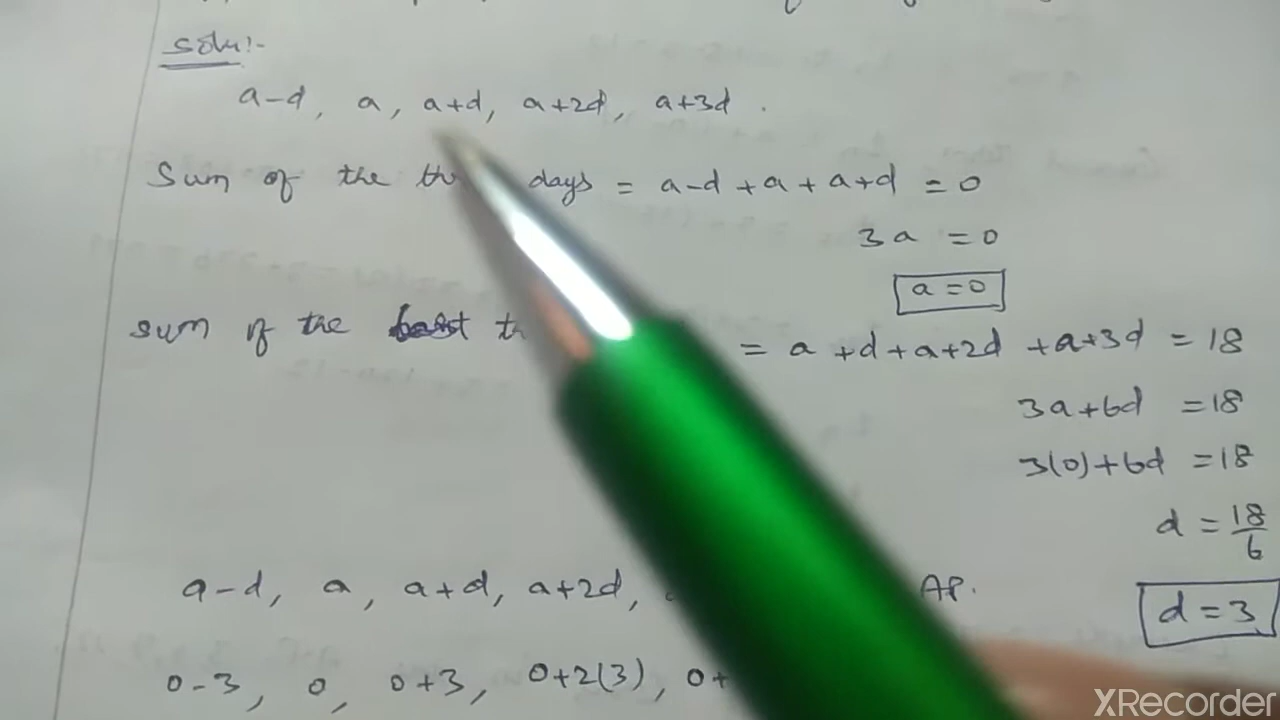 Soln:-
a-d, a, a+d, a+2d, a+3d.
Sum of the days = a-d + a + a+d = 0
3a = 0
a = 0
sum of the = a +d + a+2d + a+3d = 18
3a+6d = 18
3(0)+6d = 18
d = 18/6
d = 3
a-d, a, a+d, a+2d, AP.
0-3, 0, 0+3, 0+2(3), 0+
XRecorder